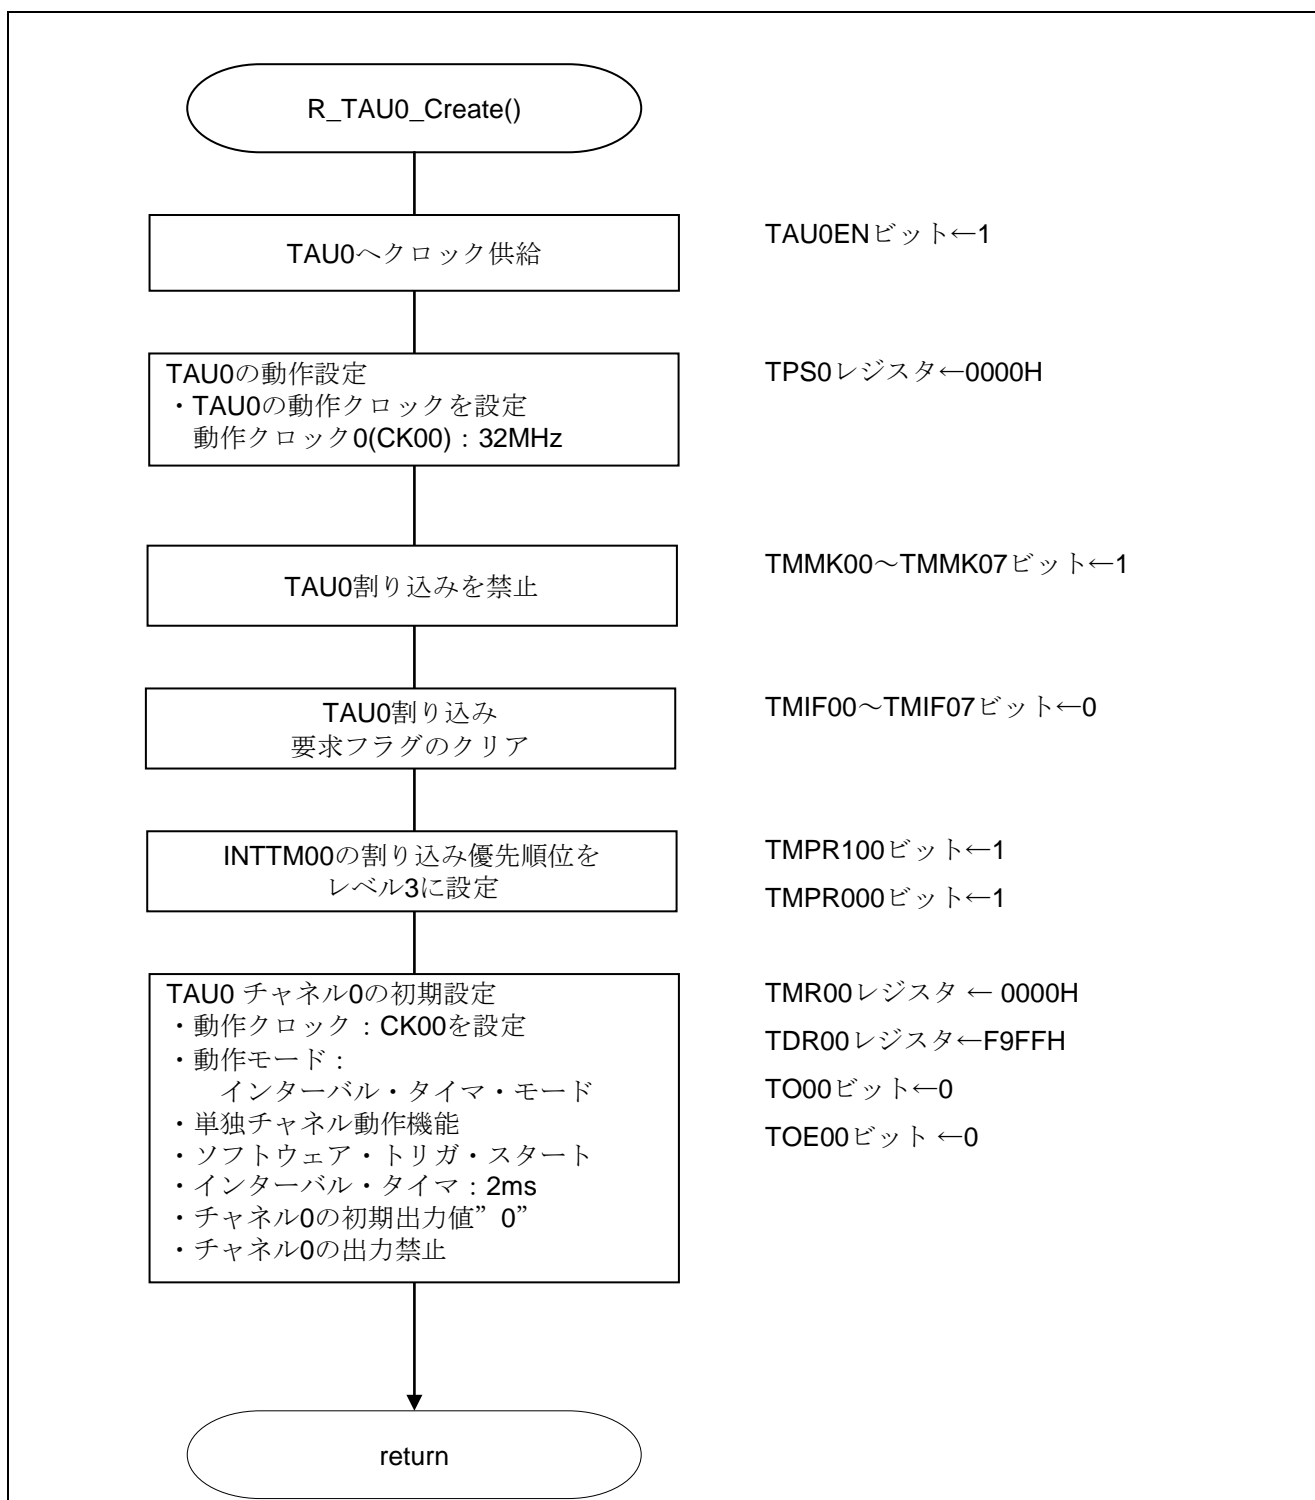 R_TAU0_Create()
TAU0へクロック供給
TAU0ENビット←1
TAU0の動作設定
・TAU0の動作クロックを設定
動作クロック0(CK00)：32MHz
TPS0レジスタ←0000H
TAU0割り込みを禁止
TMMK00～TMMK07ビット←1
TAU0割り込み
要求フラグのクリア
TMIF00～TMIF07ビット←0
INTTM00の割り込み優先順位を
レベル3に設定
TMPR100ビット←1
TMPR000ビット←1
TAU0 チャネル0の初期設定
・動作クロック：CK00を設定
・動作モード：
インターバル・タイマ・モード
・単独チャネル動作機能
・ソフトウェア・トリガ・スタート
・インターバル・タイマ：2ms
・チャネル0の初期出力値”0”
・チャネル0の出力禁止
TMR00レジスタ ← 0000H
TDR00レジスタ←F9FFH
TO00ビット←0
TOE00ビット ←0
return